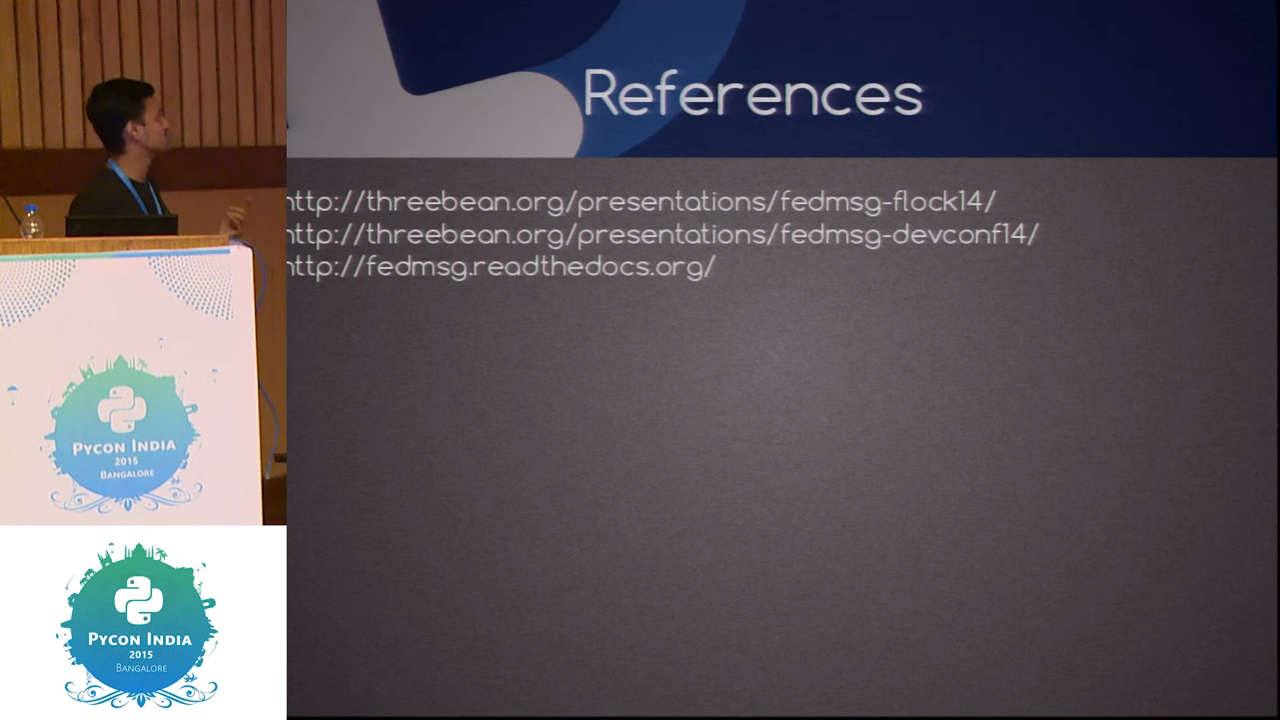 References
http://threebean.org/presentations/fedmsg-flock14/
http://threebean.org/presentations/fedmsg-devconf14/
http://fedmsg.readthedocs.org/
PYCON INDIA
2015
BANGALORE
PYCON INDIA
2015
BANGALORE